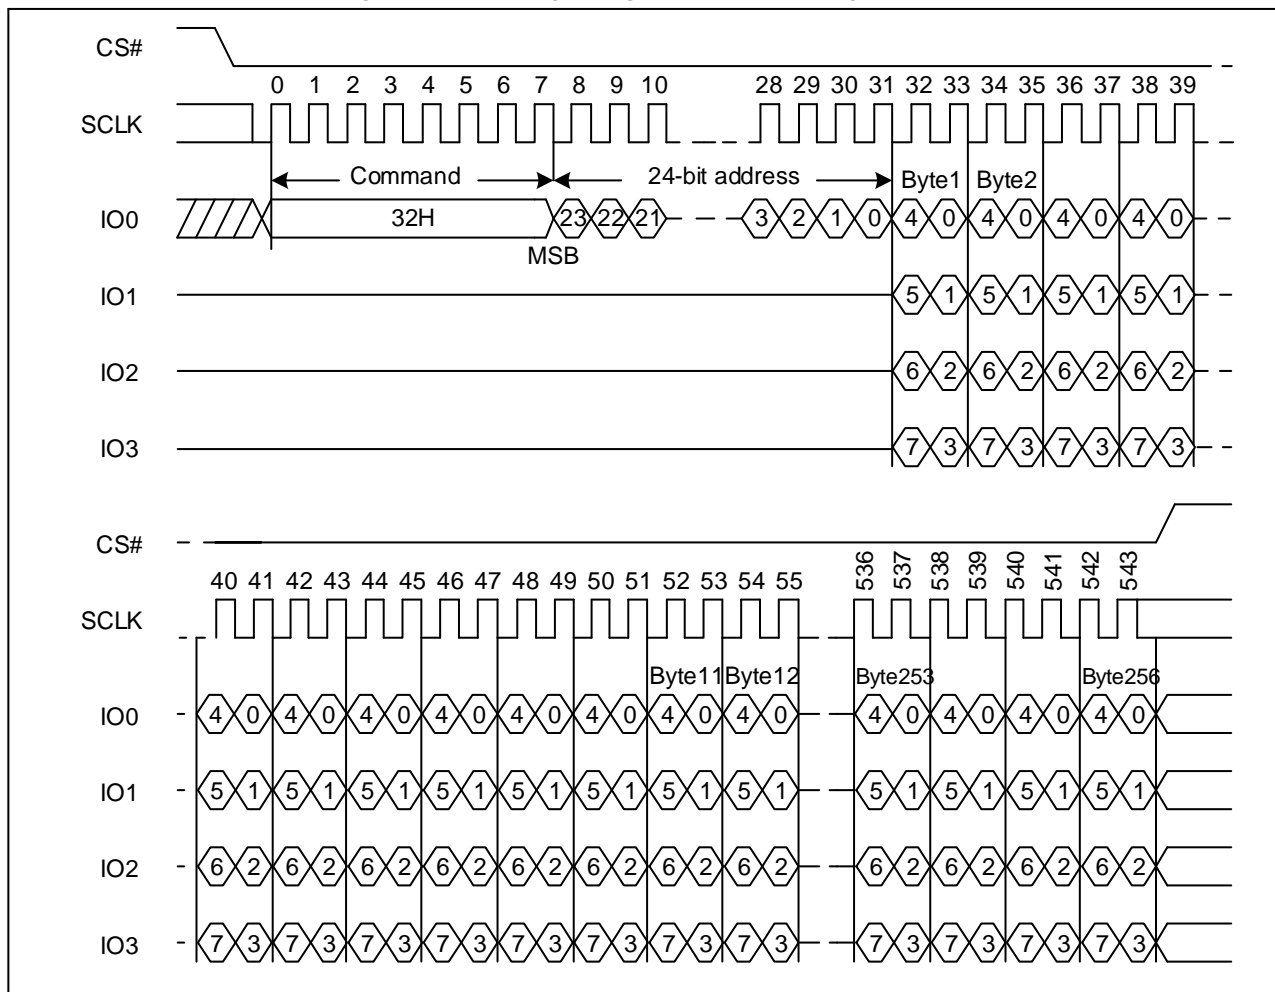 CS#
0 1 2 3 4 5 6 7 8 9 10 28 29 30 31 32 33 34 35 36 37 38 39
SCLK
Command 24-bit address Byte1 Byte2
IO0 32H 23 22 21 3 2 1 0 4 0 4 0 4 0 4 0
MSB
IO1 5 1 5 1 5 1 5 1
IO2 6 2 6 2 6 2 6 2
IO3 7 3 7 3 7 3 7 3
CS#
40 41 42 43 44 45 46 47 48 49 50 51 52 53 54 55 536 537 538 539 540 541 542 543
SCLK
Byte11 Byte12 Byte253 Byte256
IO0 4 0 4 0 4 0 4 0 4 0 4 0 4 0 4 0 4 0 4 0 4 0 4 0
IO1 5 1 5 1 5 1 5 1 5 1 5 1 5 1 5 1 5 1 5 1 5 1 5 1
IO2 6 2 6 2 6 2 6 2 6 2 6 2 6 2 6 2 6 2 6 2 6 2 6 2
IO3 7 3 7 3 7 3 7 3 7 3 7 3 7 3 7 3 7 3 7 3 7 3 7 3